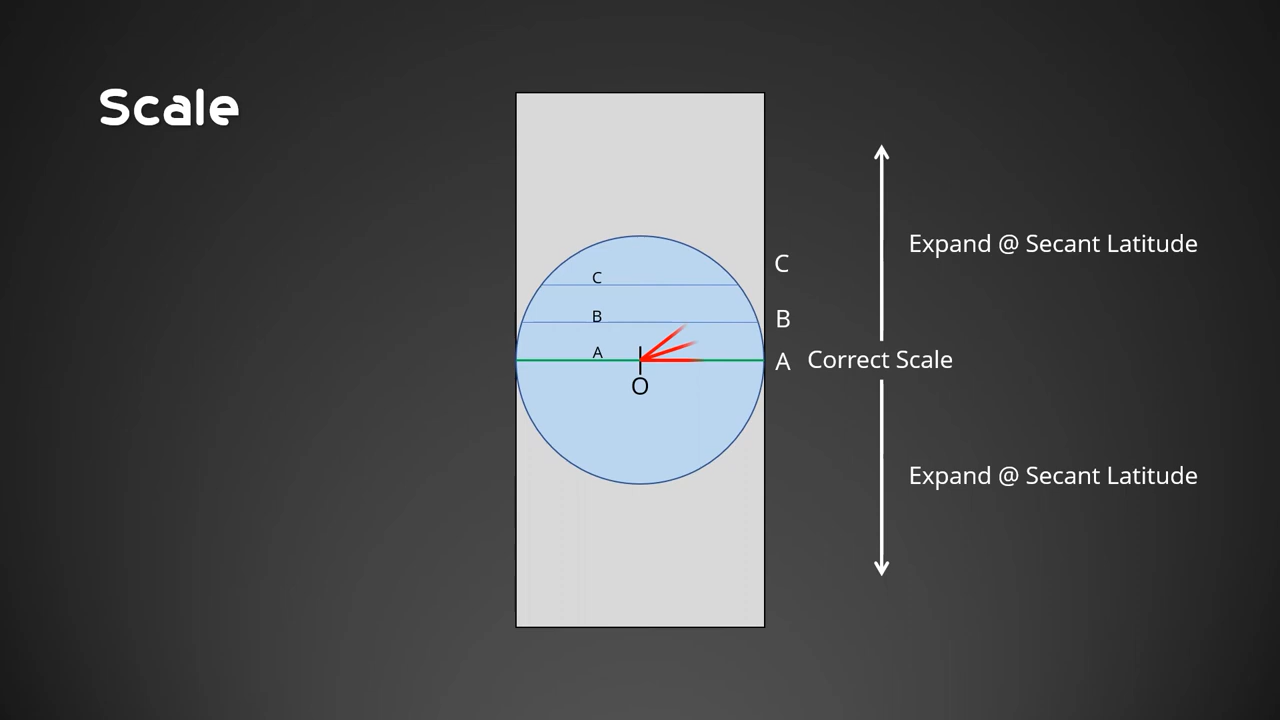 Scale
C
Expand @ Secant Latitude
C
B
B
A
A
Correct Scale
O
Expand @ Secant Latitude